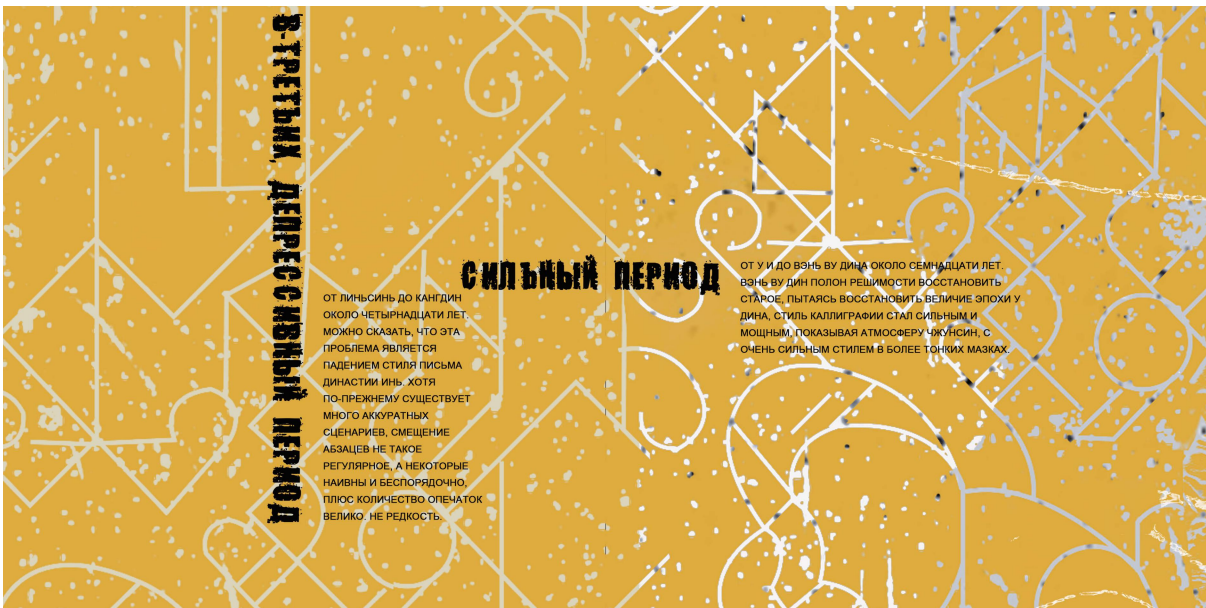 В-ТРЕТЬИХ, ДЕПРЕССИВНЫЙ ПЕРИОД
ОТ ЛИНЬСИНЬ ДО КАНГДИН
ОКОЛО ЧЕТЫРНАДЦАТИ ЛЕТ.
МОЖНО СКАЗАТЬ, ЧТО ЭТА
ПРОБЛЕМА ЯВЛЯЕТСЯ
ПАДЕНИЕМ СТИЛЯ ПИСЬМА
ДИНАСТИИ ИНЬ. ХОТЯ
ПО-ПРЕЖНЕМУ СУЩЕСТВУЕТ
МНОГО АККУРАТНЫХ
СЦЕНАРИЕВ, СМЕЩЕНИЕ
АБЗАЦЕВ НЕ ТАКОЕ
РЕГУЛЯРНОЕ, А НЕКОТОРЫЕ
НАИВНЫ И БЕСПОРЯДОЧНО,
ПЛЮС КОЛИЧЕСТВО ОПЕЧАТОК
ВЕЛИКО. НЕ РЕДКОСТЬ.
СИЛЬНЫЙ ПЕРИОД
ОТ У И ДО ВЭНЬ ВУ ДИНА ОКОЛО СЕМНАДЦАТИ ЛЕТ.
ВЭНЬ ВУ ДИН ПОЛОН РЕШИМОСТИ ВОССТАНОВИТЬ
СТАРОЕ, ПЫТАЯСЬ ВОССТАНОВИТЬ ВЕЛИЧИЕ ЭПОХИ У
ДИНА, СТИЛЬ КАЛЛИГРАФИИ СТАЛ СИЛЬНЫМ И
МОЩНЫМ, ПОКАЗЫВАЯ АТМОСФЕРУ ЧЖУНСИН, С
ОЧЕНЬ СИЛЬНЫМ СТИЛЕМ В БОЛЕЕ ТОНКИХ МАЗКАХ.